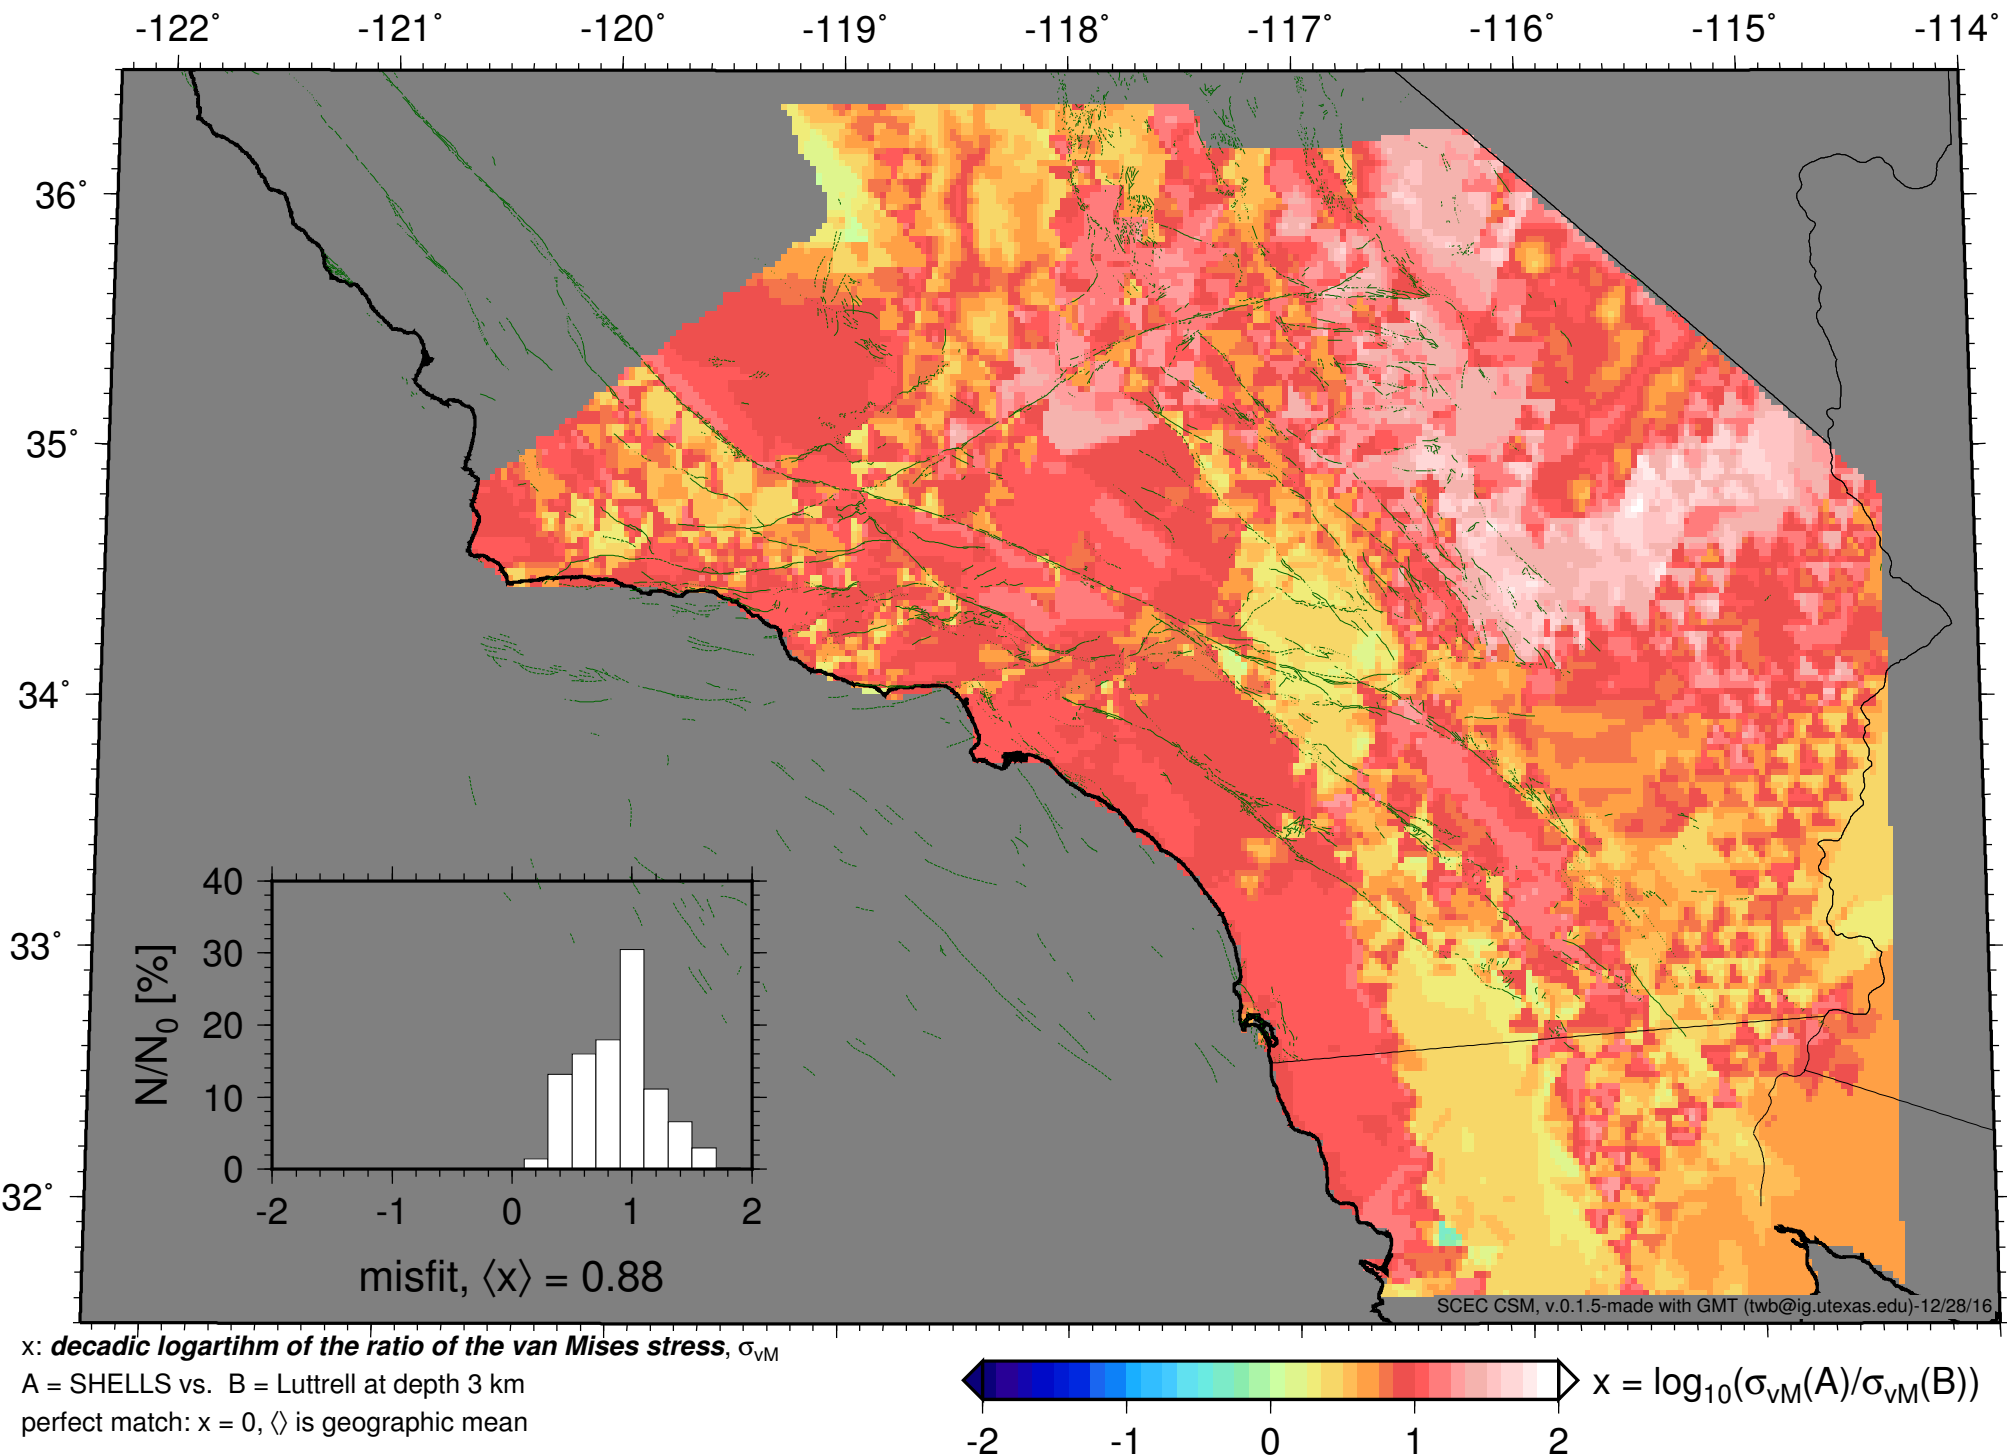 -122˚ -121˚ -120˚ -119˚ -118˚ -117˚ -116˚ -115˚ -114˚
36˚
35˚
34˚
33˚
32˚
40
30
20
10
0
N/N₀ [%]
-2 -1 0 1 2
misfit, ⟨x⟩ = 0.88
SCEC CSM, v.0.1.5-made with GMT (twb@ig.utexas.edu)-12/28/16
x: decadic logartihm of the ratio of the van Mises stress, σvM
A = SHELLS vs. B = Luttrell at depth 3 km
perfect match: x = 0, ⟨⟩ is geographic mean
x = log₁₀(σvM(A)/σvM(B))
-2 -1 0 1 2